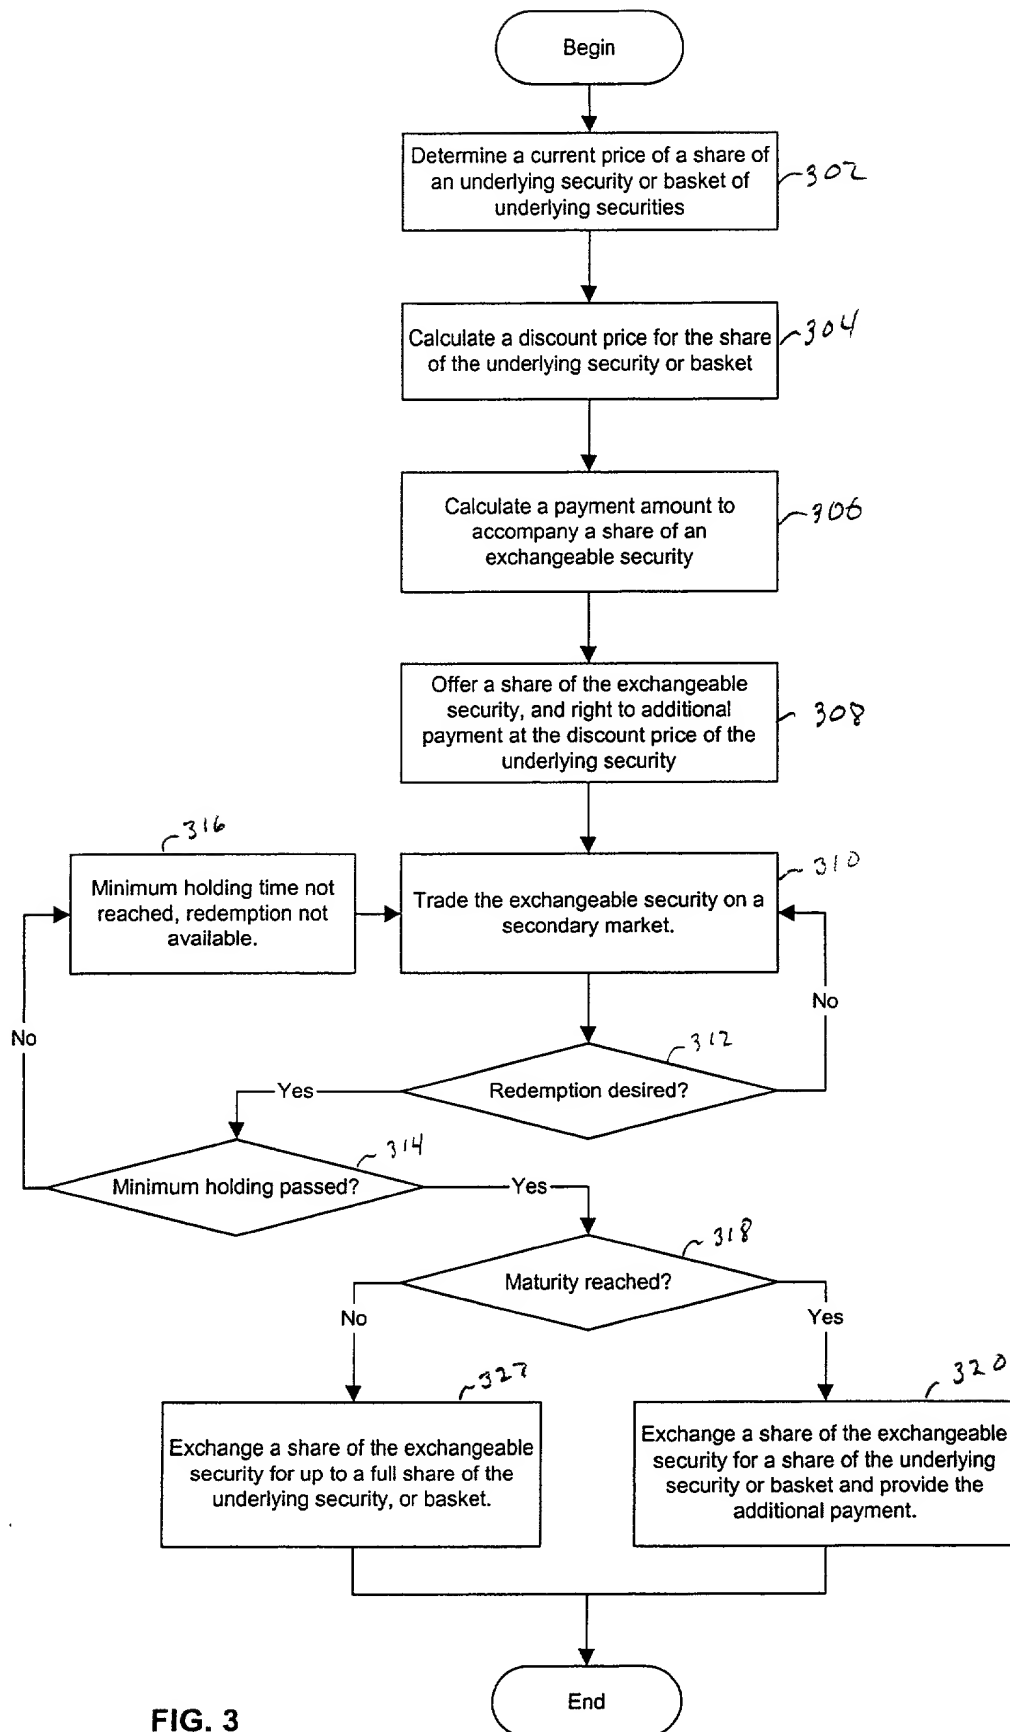 Begin
Determine a current price of a share of
an underlying security or basket of
underlying securities
302
Calculate a discount price for the share
of the underlying security or basket
304
Calculate a payment amount to
accompany a share of an
exchangeable security
306
Offer a share of the exchangeable
security, and right to additional
payment at the discount price of the
underlying security
308
316
Minimum holding time not
reached, redemption not
available.
Trade the exchangeable security on a
secondary market.
310
No
No
312
Redemption desired?
Yes
314
Minimum holding passed?
Yes
318
Maturity reached?
No
Yes
322
Exchange a share of the exchangeable
security for up to a full share of the
underlying security, or basket.
320
Exchange a share of the exchangeable
security for a share of the underlying
security or basket and provide the
additional payment.
End
FIG. 3